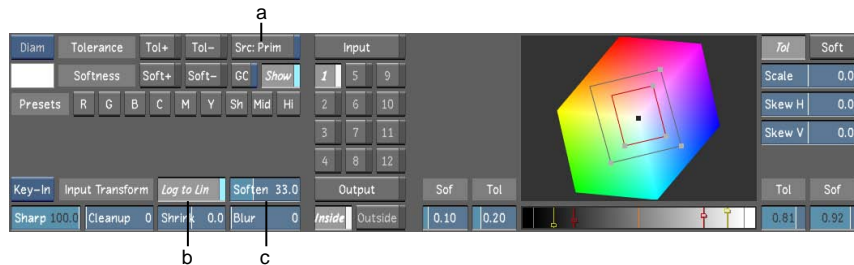 a
Diam Tolerance Tol+ Tol- Src: Prim Input Tol Soft
Softness Soft+ Soft- GC Show 1 5 9 Scale 0.0
Presets R G B C M Y Sh Mid Hi 2 6 10 Skew H 0.0
3 7 11 Skew V 0.0
4 8 12
Key-In Input Transform Log to Lin Soften 33.0 Output Sof Tol Tol Sof
Sharp 100.0 Cleanup 0 Shrink 0.0 Blur 0 Inside Outside 0.10 0.20 0.81 0.92
b c